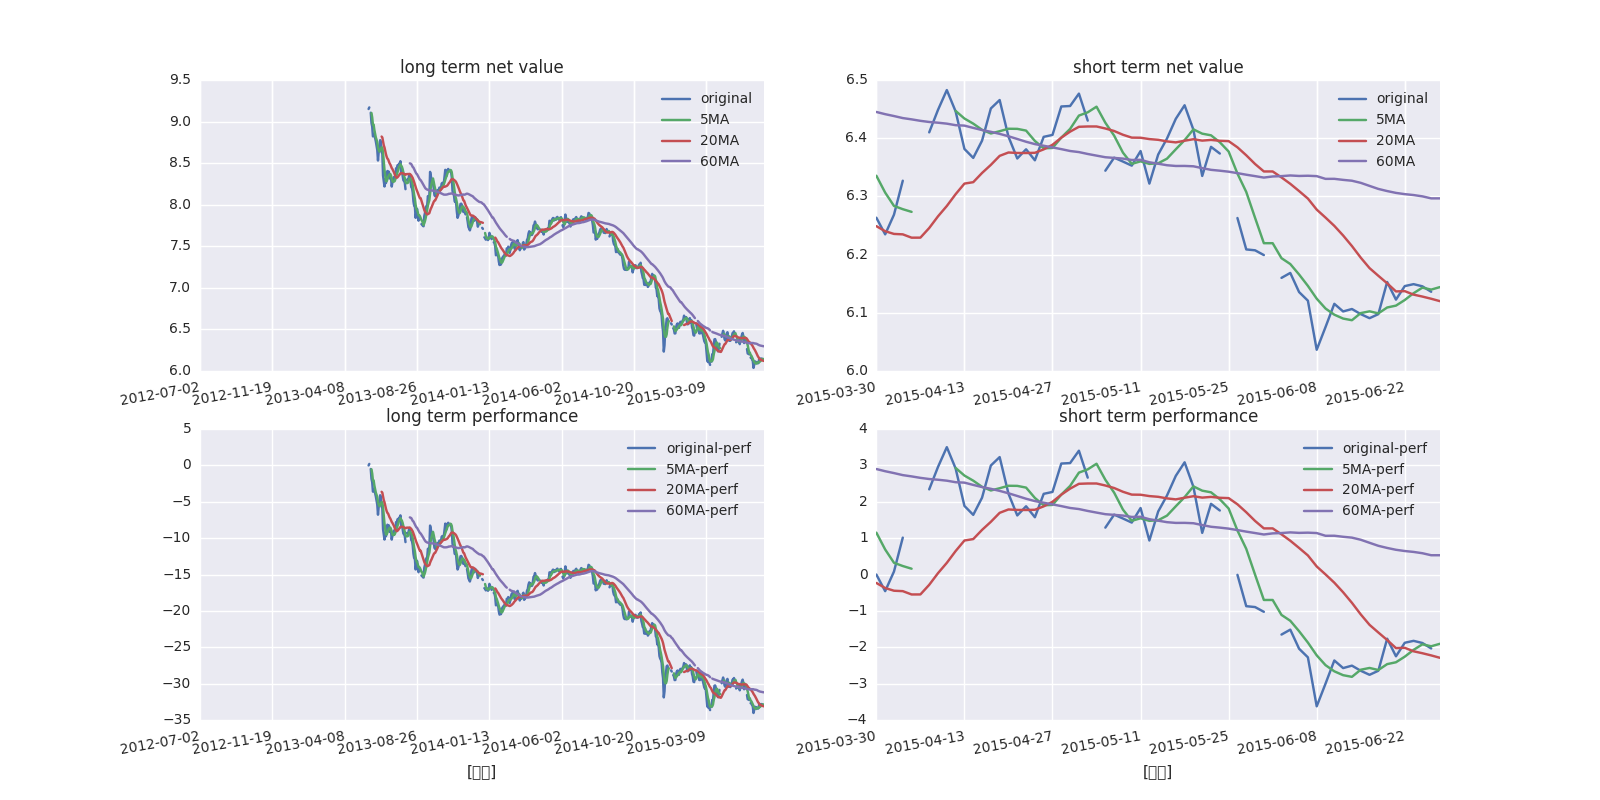 long term net value
9.5
9.0
8.5
8.0
7.5
7.0
6.5
6.0
original
5MA
20MA
60MA
2012-07-02 2012-11-19 2013-04-08 2013-08-26 2014-01-13 2014-06-02 2014-10-20 2015-03-09
short term net value
6.5
6.4
6.3
6.2
6.1
6.0
original
5MA
20MA
60MA
2015-03-30 2015-04-13 2015-04-27 2015-05-11 2015-05-25 2015-06-08 2015-06-22
long term performance
5
0
−5
−10
−15
−20
−25
−30
−35
original-perf
5MA-perf
20MA-perf
60MA-perf
2012-07-02 2012-11-19 2013-04-08 2013-08-26 2014-01-13 2014-06-02 2014-10-20 2015-03-09
[▯▯]
short term performance
4
3
2
1
0
−1
−2
−3
−4
original-perf
5MA-perf
20MA-perf
60MA-perf
2015-03-30 2015-04-13 2015-04-27 2015-05-11 2015-05-25 2015-06-08 2015-06-22
[▯▯]